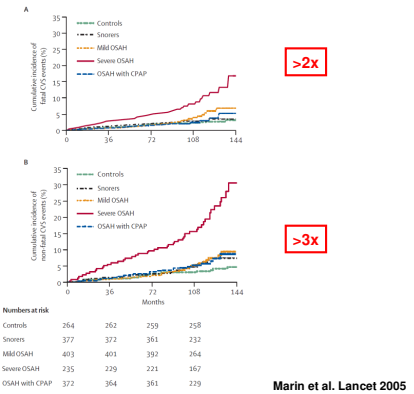 A
Cumulative incidence of
fatal CVS events (%)
35
30
25
20
15
10
5
0
Controls
Snorers
Mild OSAH
Severe OSAH
OSAH with CPAP
0 36 72 108 144
>2x
B
Cumulative incidence of
non-fatal CVS events (%)
35
30
25
20
15
10
5
0
Controls
Snorers
Mild OSAH
Severe OSAH
OSAH with CPAP
0 36 72 108 144
Months
>3x
Numbers at risk
Controls 264 262 259 258
Snorers 377 372 361 232
Mild OSAH 403 401 392 264
Severe OSAH 235 229 221 167
OSAH with CPAP 372 364 361 229
Marin et al. Lancet 2005